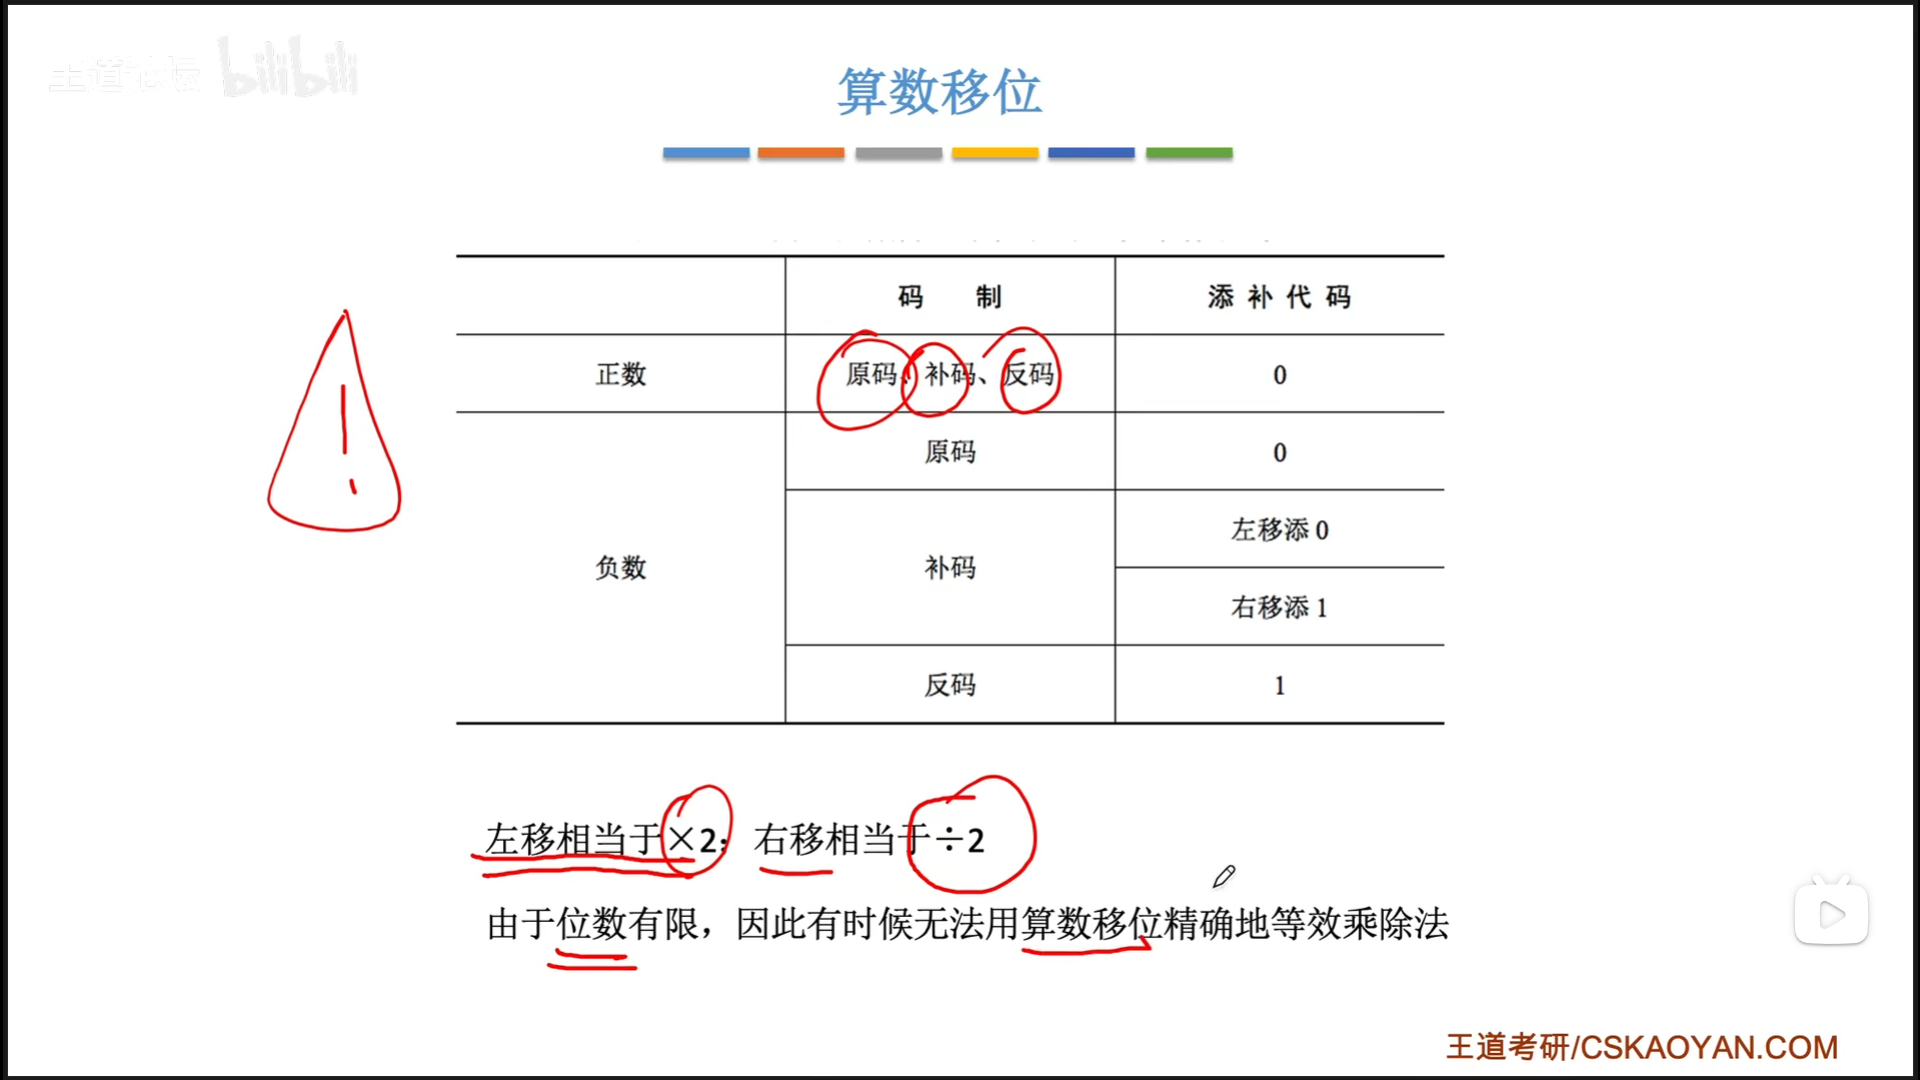 王道论坛 bilibili
算数移位
码 制 添补代码
正数 原码、补码、反码 0
原码 0
左移添 0
负数 补码
右移添 1
反码 1
左移相当于×2； 右移相当于÷2
由于位数有限，因此有时候无法用算数移位精确地等效乘除法
王道考研/CSKAOYAN.COM